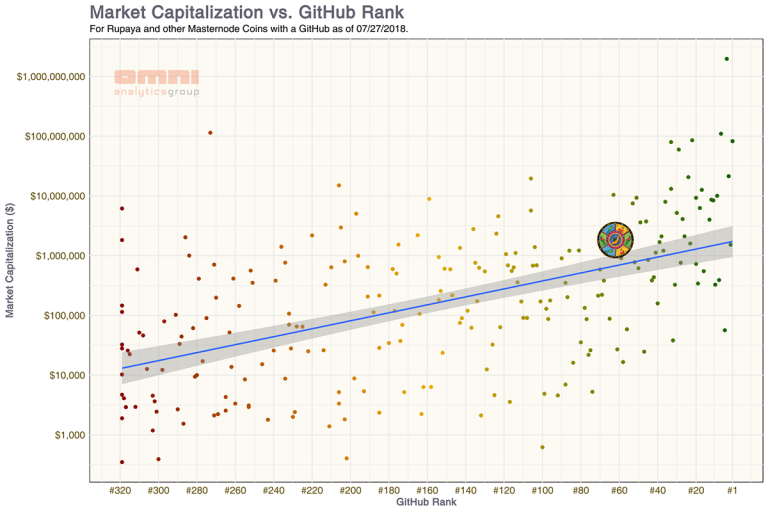 Market Capitalization vs. GitHub Rank
For Rupaya and other Masternode Coins with a GitHub as of 07/27/2018.
OMNI
analyticsgroup
Market Capitalization ($)
$1,000,000,000
$100,000,000
$10,000,000
$1,000,000
$100,000
$10,000
$1,000
#320 #300 #280 #260 #240 #220 #200 #180 #160 #140 #120 #100 #80 #60 #40 #20 #1
GitHub Rank